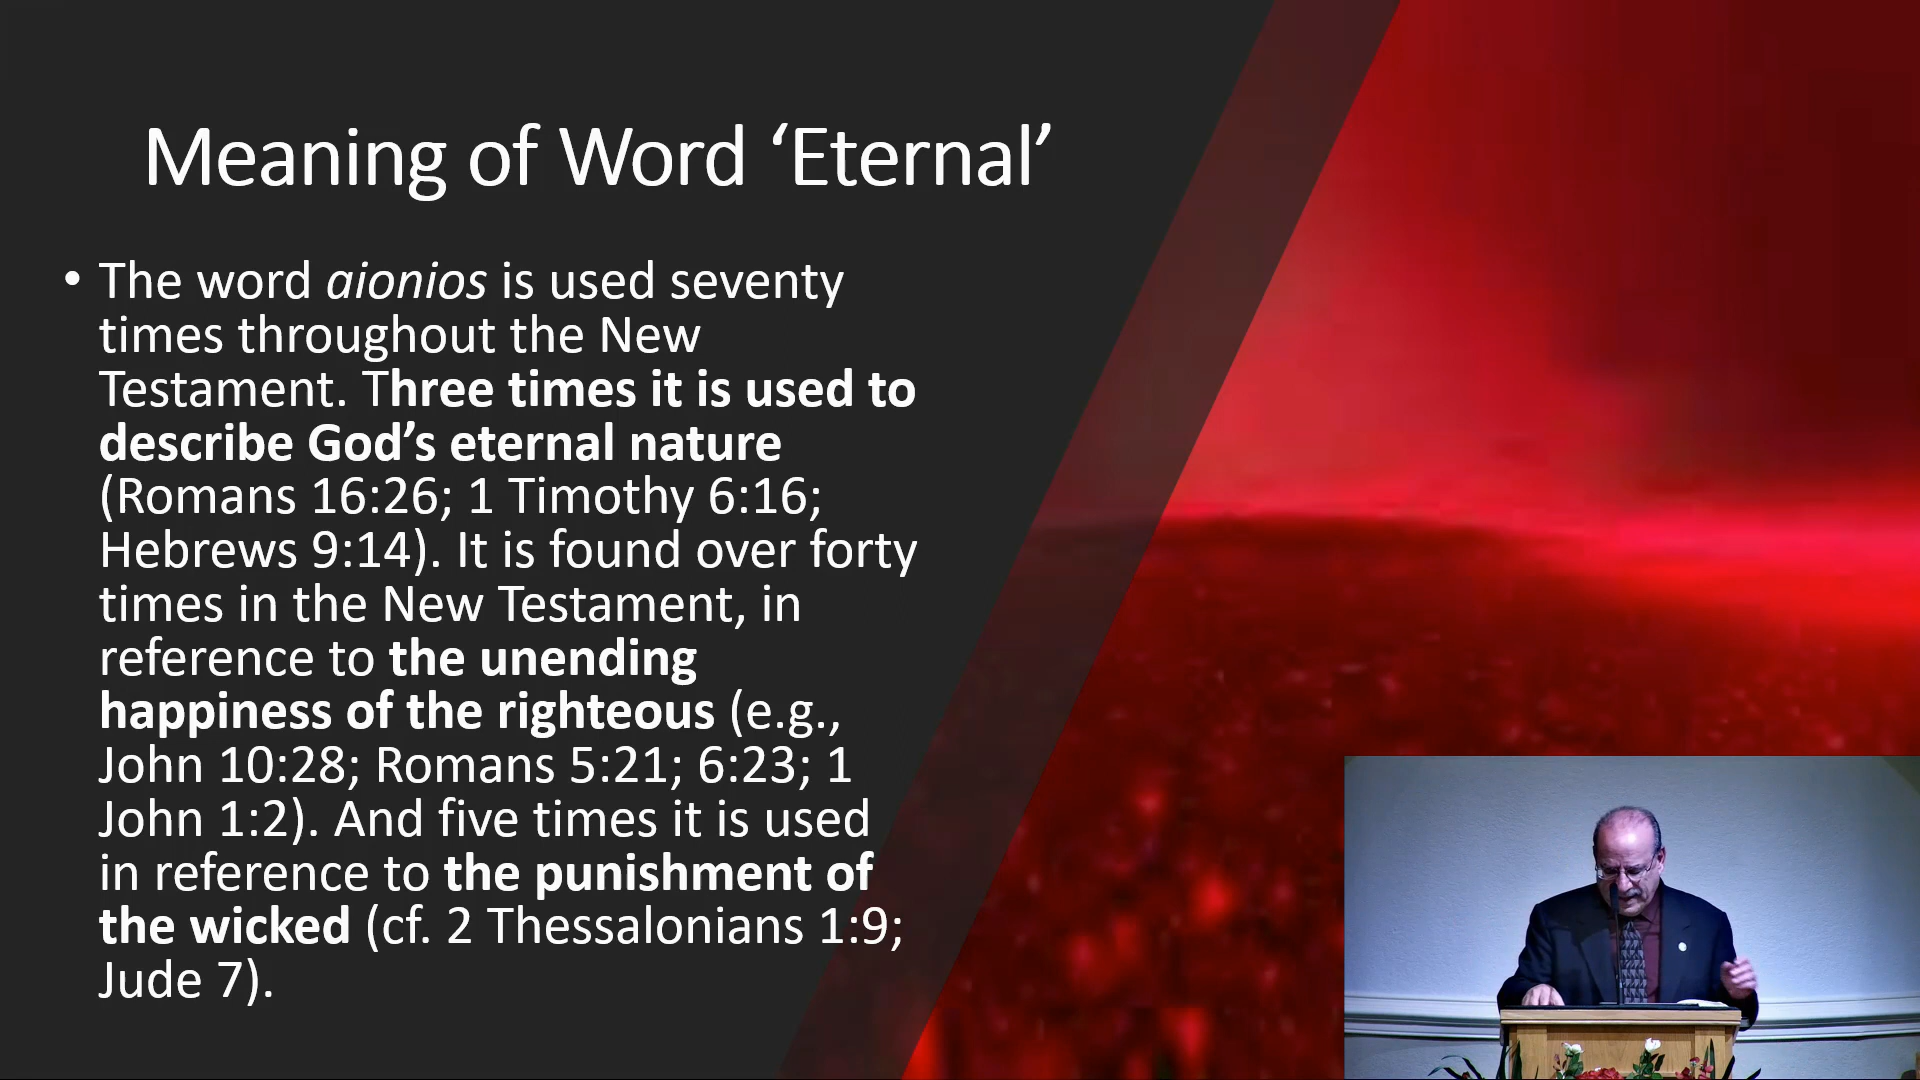 Meaning of Word ‘Eternal’
• The word aionios is used seventy
times throughout the New
Testament. Three times it is used to
describe God’s eternal nature
(Romans 16:26; 1 Timothy 6:16;
Hebrews 9:14). It is found over forty
times in the New Testament, in
reference to the unending
happiness of the righteous (e.g.,
John 10:28; Romans 5:21; 6:23; 1
John 1:2). And five times it is used
in reference to the punishment of
the wicked (cf. 2 Thessalonians 1:9;
Jude 7).